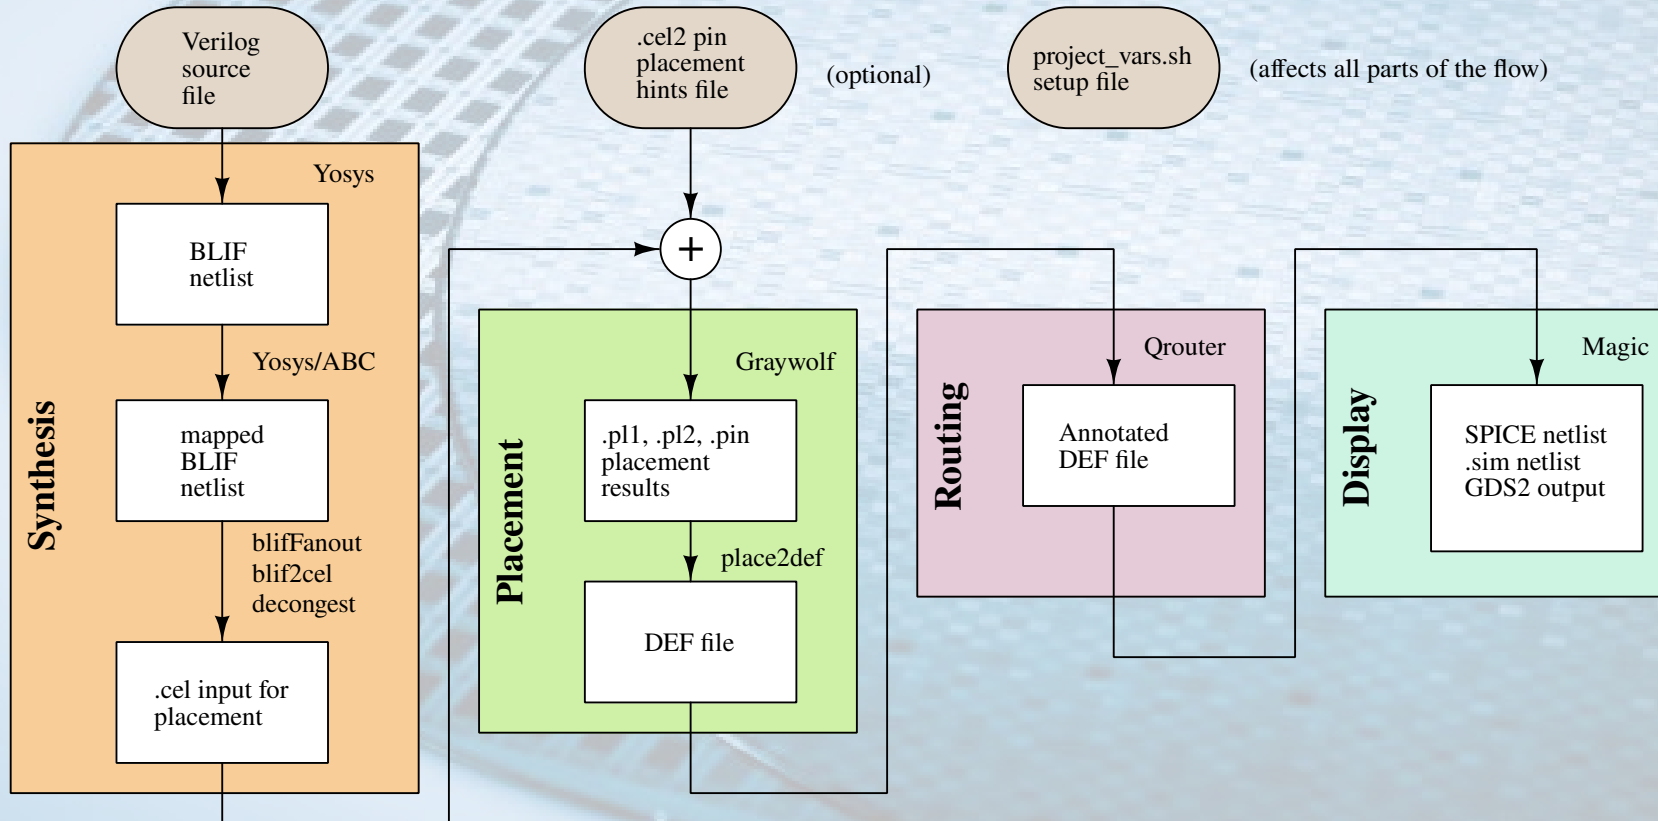 Verilog
source
file
.cel2 pin
placement
hints file
(optional)
project_vars.sh
setup file
(affects all parts of the flow)
Synthesis
Yosys
BLIF
netlist
Yosys/ABC
mapped
BLIF
netlist
blifFanout
blif2cel
decongest
.cel input for
placement
+
Placement
Graywolf
.pl1, .pl2, .pin
placement
results
place2def
DEF file
Routing
Qrouter
Annotated
DEF file
Display
Magic
SPICE netlist
.sim netlist
GDS2 output